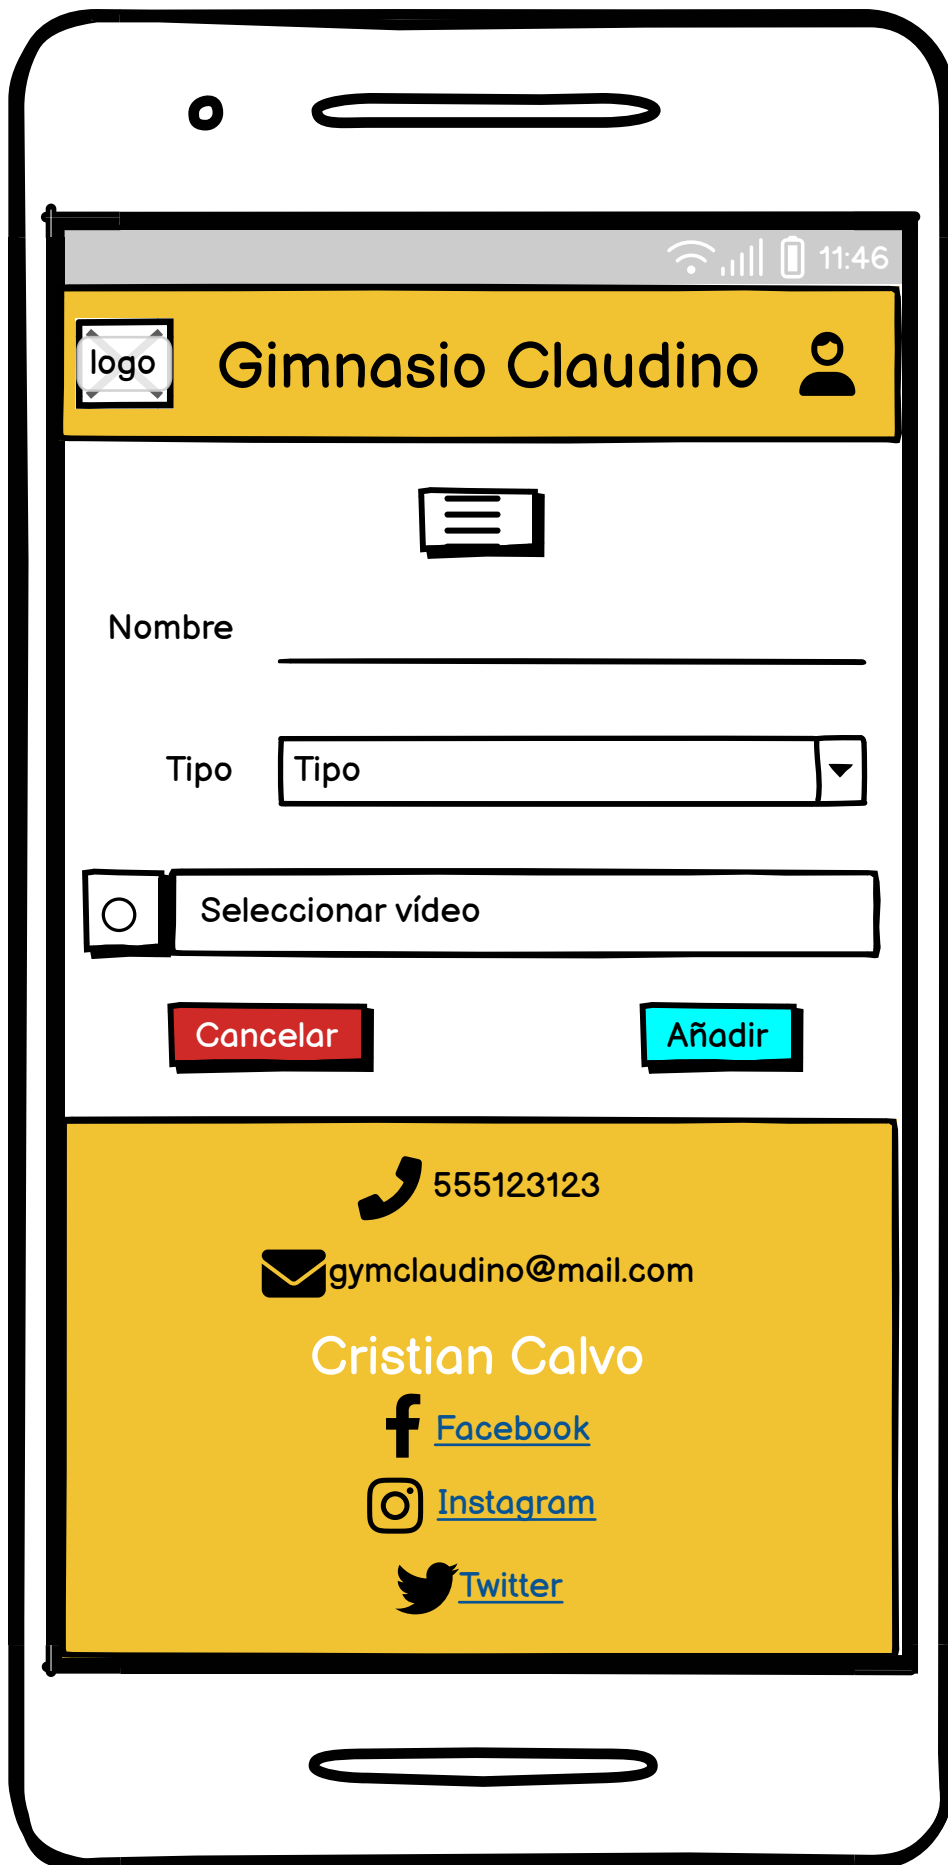 11:46
logo
Gimnasio Claudino
Nombre
Tipo
Tipo
Seleccionar vídeo
Cancelar
Añadir
555123123
gymclaudino@mail.com
Cristian Calvo
Facebook
Instagram
Twitter